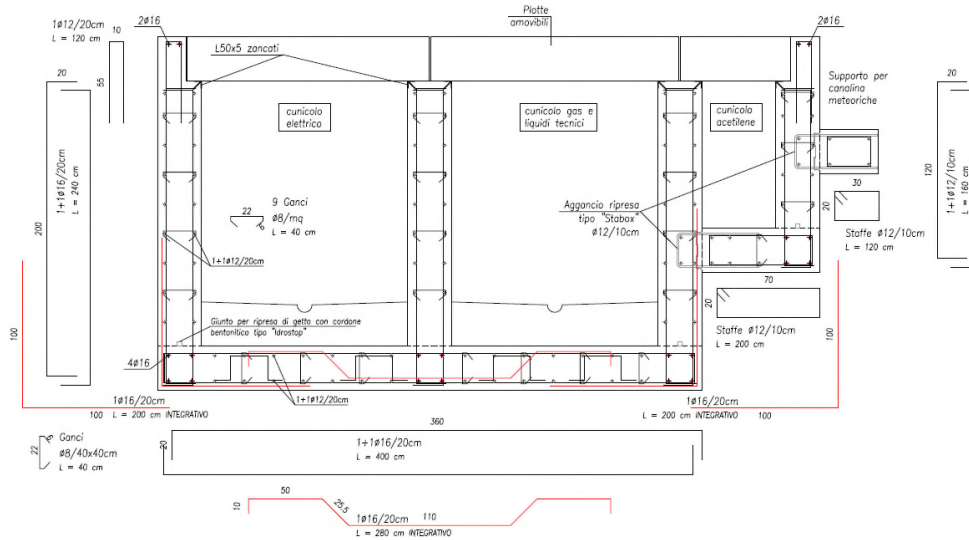 Plotte
amovibili
2ø16
2ø16
1ø12/20cm
L = 120 cm
10
L50x5 zancati
55
20
Supporto per
canalina
meteoriche
20
cunicolo
elettrico
cunicolo gas e
liquidi tecnici
cunicolo
acetilene
1+1ø16/20cm
L = 240 cm
200
120
1+1ø12/10cm
L = 160 cm
30
20
Staffe ø12/10cm
L = 120 cm
9 Ganci
ø8/mq
L = 40 cm
22
Aggancio ripresa
tipo "Stabox"
ø12/10cm
1+1ø12/20cm
70
20
Staffe ø12/10cm
L = 200 cm
100
100
Giunto per ripresa di getto con cordone
bentonitico tipo "Idrostop"
4ø16
1+1ø12/20cm
1ø16/20cm
100 L = 200 cm INTEGRATIVO
1ø16/20cm
L = 200 cm INTEGRATIVO 100
360
Ganci
ø8/40x40cm
L = 40 cm
22
20
1+1ø16/20cm
L = 400 cm
50
10
25.5
110
1ø16/20cm
L = 280 cm INTEGRATIVO